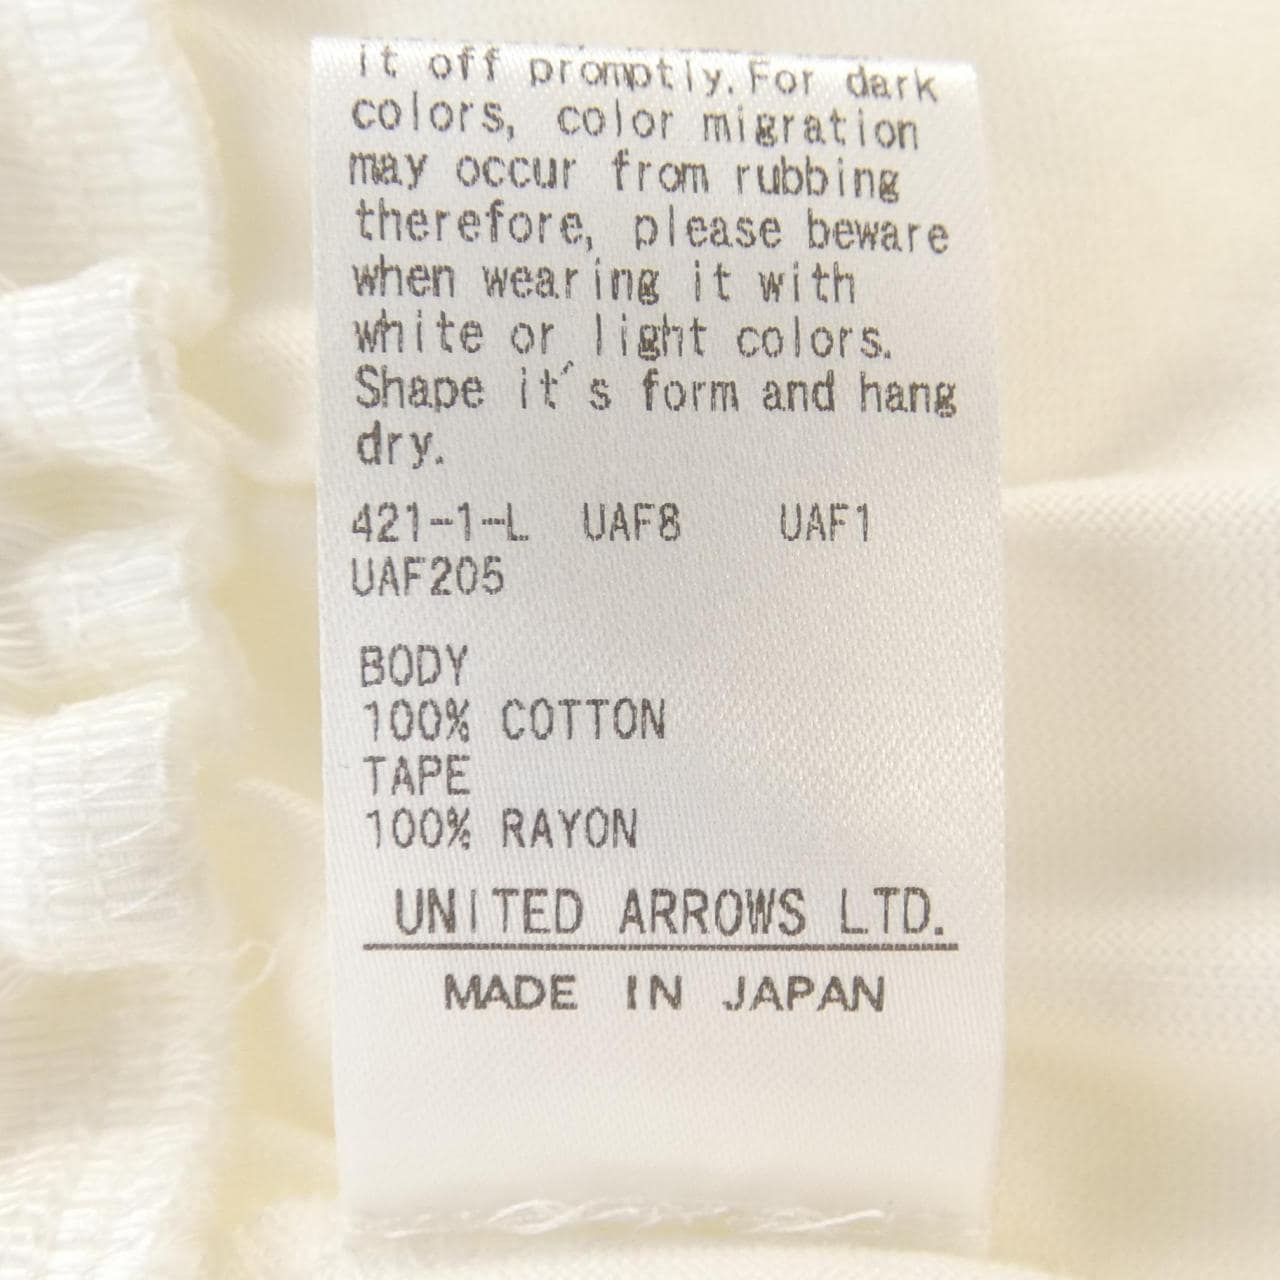 it off promptly. For dark
colors, color migration
may occur from rubbing
therefore, please beware
when wearing it with
white or light colors.
Shape it´s form and hang
dry.
421-1-L UAF8 UAF1
UAF205
BODY
100% COTTON
TAPE
100% RAYON
UNITED ARROWS LTD.
MADE IN JAPAN